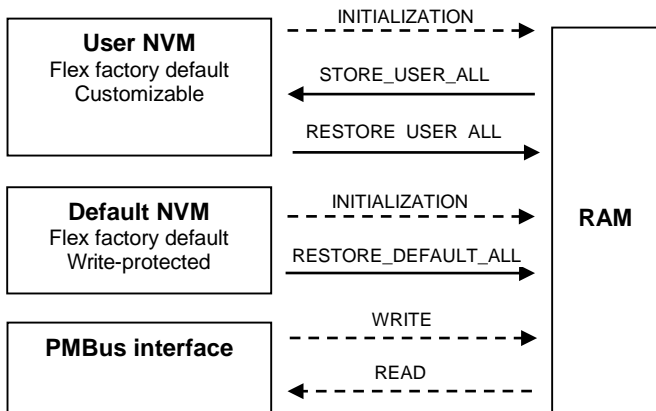 User NVM
Flex factory default
Customizable
INITIALIZATION
STORE_USER_ALL
RESTORE USER ALL
Default NVM
Flex factory default
Write-protected
INITIALIZATION
RESTORE_DEFAULT_ALL
PMBus interface
WRITE
READ
RAM